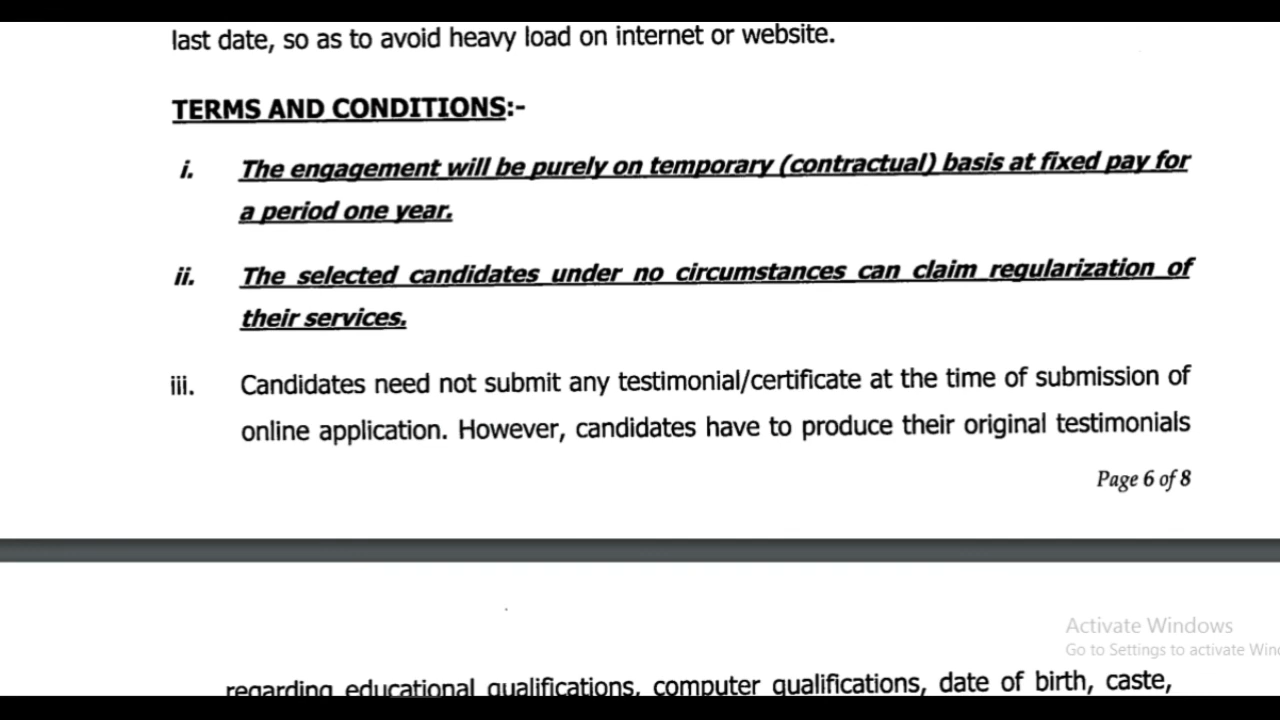 last date, so as to avoid heavy load on internet or website.
TERMS AND CONDITIONS:-
i. The engagement will be purely on temporary (contractual) basis at fixed pay for
a period one year.
ii. The selected candidates under no circumstances can claim regularization of
their services.
iii. Candidates need not submit any testimonial/certificate at the time of submission of
online application. However, candidates have to produce their original testimonials
Page 6 of 8
Activate Windows
Go to Settings to activate Win
regarding educational qualifications, computer qualifications, date of birth, caste,